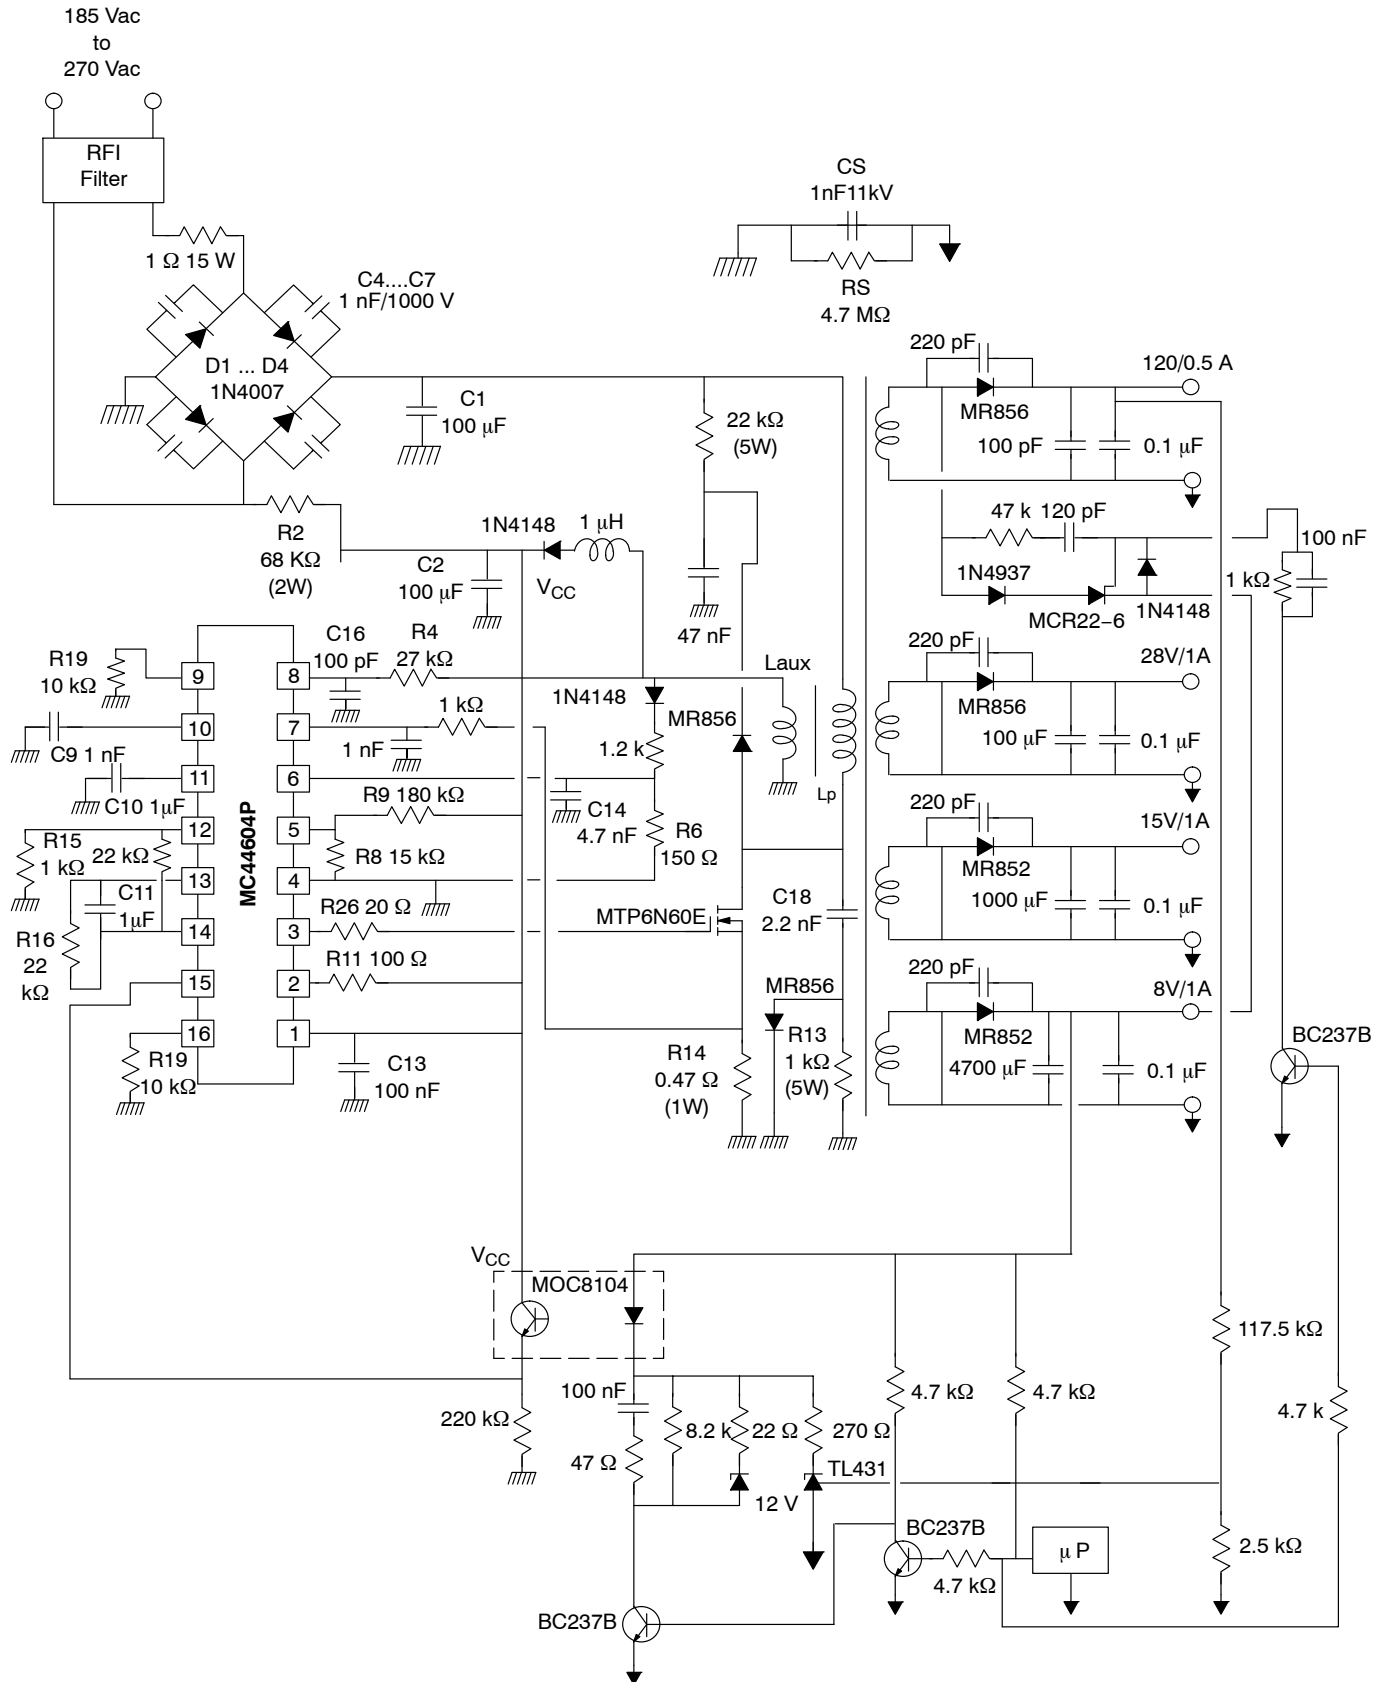 185 Vac
to
270 Vac
RFI
Filter
1 Ω 15 W
C4....C7
1 nF/1000 V
D1 ... D4
1N4007
CS
1nF11kV
RS
4.7 MΩ
C1
100 μF
22 kΩ
(5W)
220 pF
120/0.5 A
MR856
100 pF
0.1 μF
R2
68 KΩ
(2W)
1N4148
1 μH
C2
100 μF
VCC
47 nF
47 k
120 pF
100 nF
1N4937
MCR22−6
1N4148
1 kΩ
R19
10 kΩ
C16
100 pF
R4
27 kΩ
9
8
1N4148
MR856
Laux
220 pF
28V/1A
MR856
100 μF
0.1 μF
10
7
1 kΩ
1 nF
C9 1 nF
1.2 k
11
6
C10 1μF
R9 180 kΩ
C14
4.7 nF
R6
150 Ω
Lp
220 pF
15V/1A
MR852
1000 μF
0.1 μF
12
5
R15
1 kΩ
22 kΩ
R8 15 kΩ
13
4
MC44604P
C11
1μF
R26 20 Ω
MTP6N60E
C18
2.2 nF
14
3
R16
22
kΩ
R11 100 Ω
15
2
MR856
220 pF
8V/1A
MR852
4700 μF
0.1 μF
16
1
R19
10 kΩ
C13
100 nF
R14
0.47 Ω
(1W)
R13
1 kΩ
(5W)
BC237B
VCC
MOC8104
117.5 kΩ
100 nF
4.7 kΩ
4.7 kΩ
4.7 k
220 kΩ
8.2 k
22 Ω
270 Ω
47 Ω
TL431
12 V
BC237B
μ P
2.5 kΩ
4.7 kΩ
BC237B